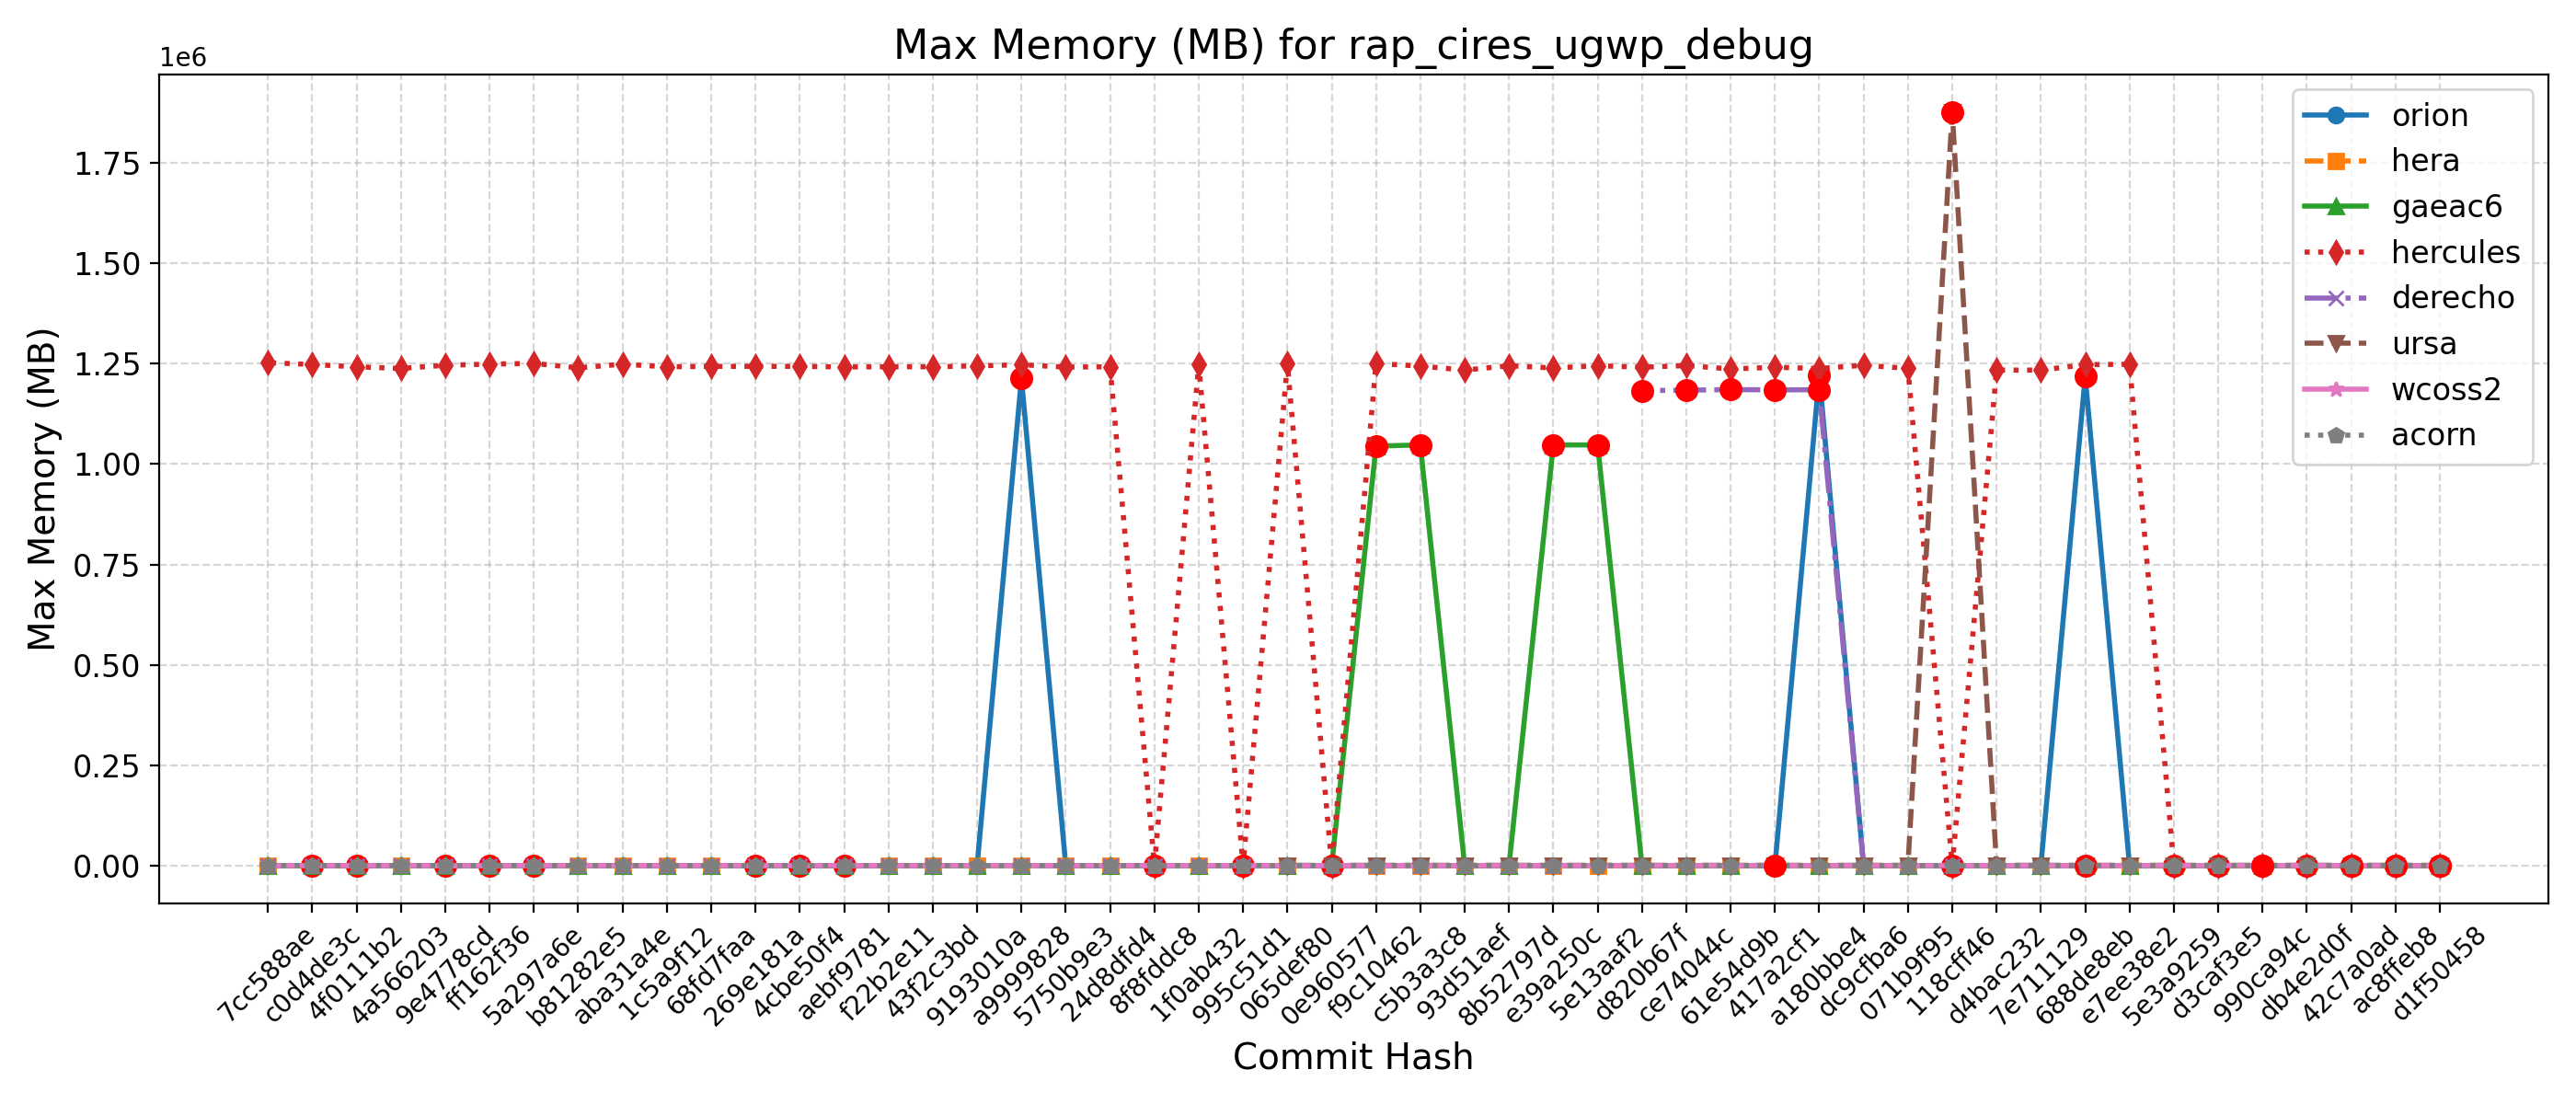 Max Memory (MB) for rap_cires_ugwp_debug
1e6
1.75
1.50
1.25
1.00
0.75
0.50
0.25
0.00
Max Memory (MB)
orion
hera
gaeac6
hercules
derecho
ursa
wcoss2
acorn
7cc588ae
c0d4de3c
4f0111b2
4a566203
9e4778cd
ff162f36
5a297a6e
b81282e5
aba31a4e
1c5a9f12
68fd7faa
269e181a
4cbe50f4
aebf9781
f22b2e11
43f2c3bd
9193010a
a9999828
5750b9e3
24d8dfd4
8f8fddc8
1f0ab432
995c51d1
065def80
0e960577
f9c10462
c5b3a3c8
93d51aef
8b52797d
e39a250c
5e13aaf2
d820b67f
ce74044c
61e54d9b
417a2cf1
a180bbe4
dc9cfba6
071b9f95
118cff46
d4bac232
7e711129
688de8eb
e7ee38e2
5e3a9259
d3caf3e5
990ca94c
db4e2d0f
42c7a0ad
ac8ffeb8
d1f50458
Commit Hash